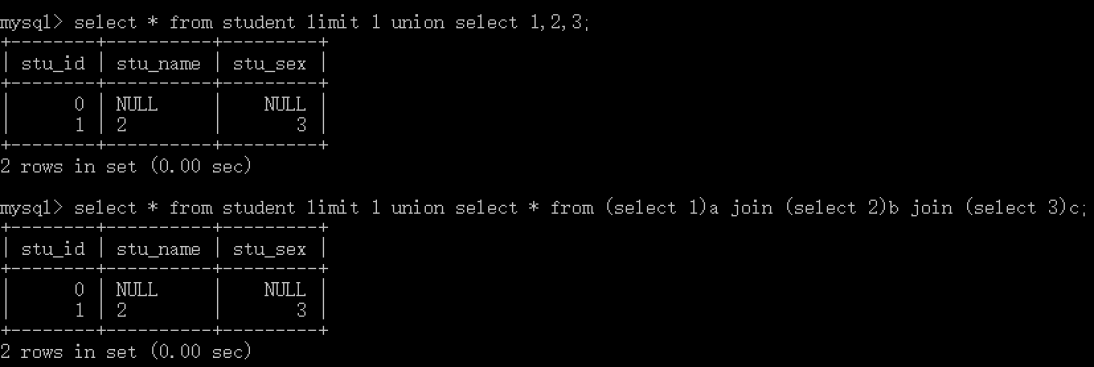 mysql> select * from student limit 1 union select 1,2,3;
+--------+----------+---------+
| stu_id | stu_name | stu_sex |
+--------+----------+---------+
|      0 | NULL     |    NULL |
|      1 | 2        |       3 |
+--------+----------+---------+
2 rows in set (0.00 sec)
mysql> select * from student limit 1 union select * from (select 1)a join (select 2)b join (select 3)c;
+--------+----------+---------+
| stu_id | stu_name | stu_sex |
+--------+----------+---------+
|      0 | NULL     |    NULL |
|      1 | 2        |       3 |
+--------+----------+---------+
2 rows in set (0.00 sec)